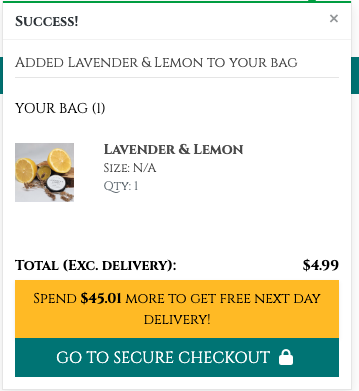 Success! ×
Added Lavender & Lemon to your bag
YOUR BAG (1)
Lavender & Lemon
Size: N/A
Qty: 1
Total (Exc. delivery): $4.99
Spend $45.01 more to get free next day
delivery!
GO TO SECURE CHECKOUT